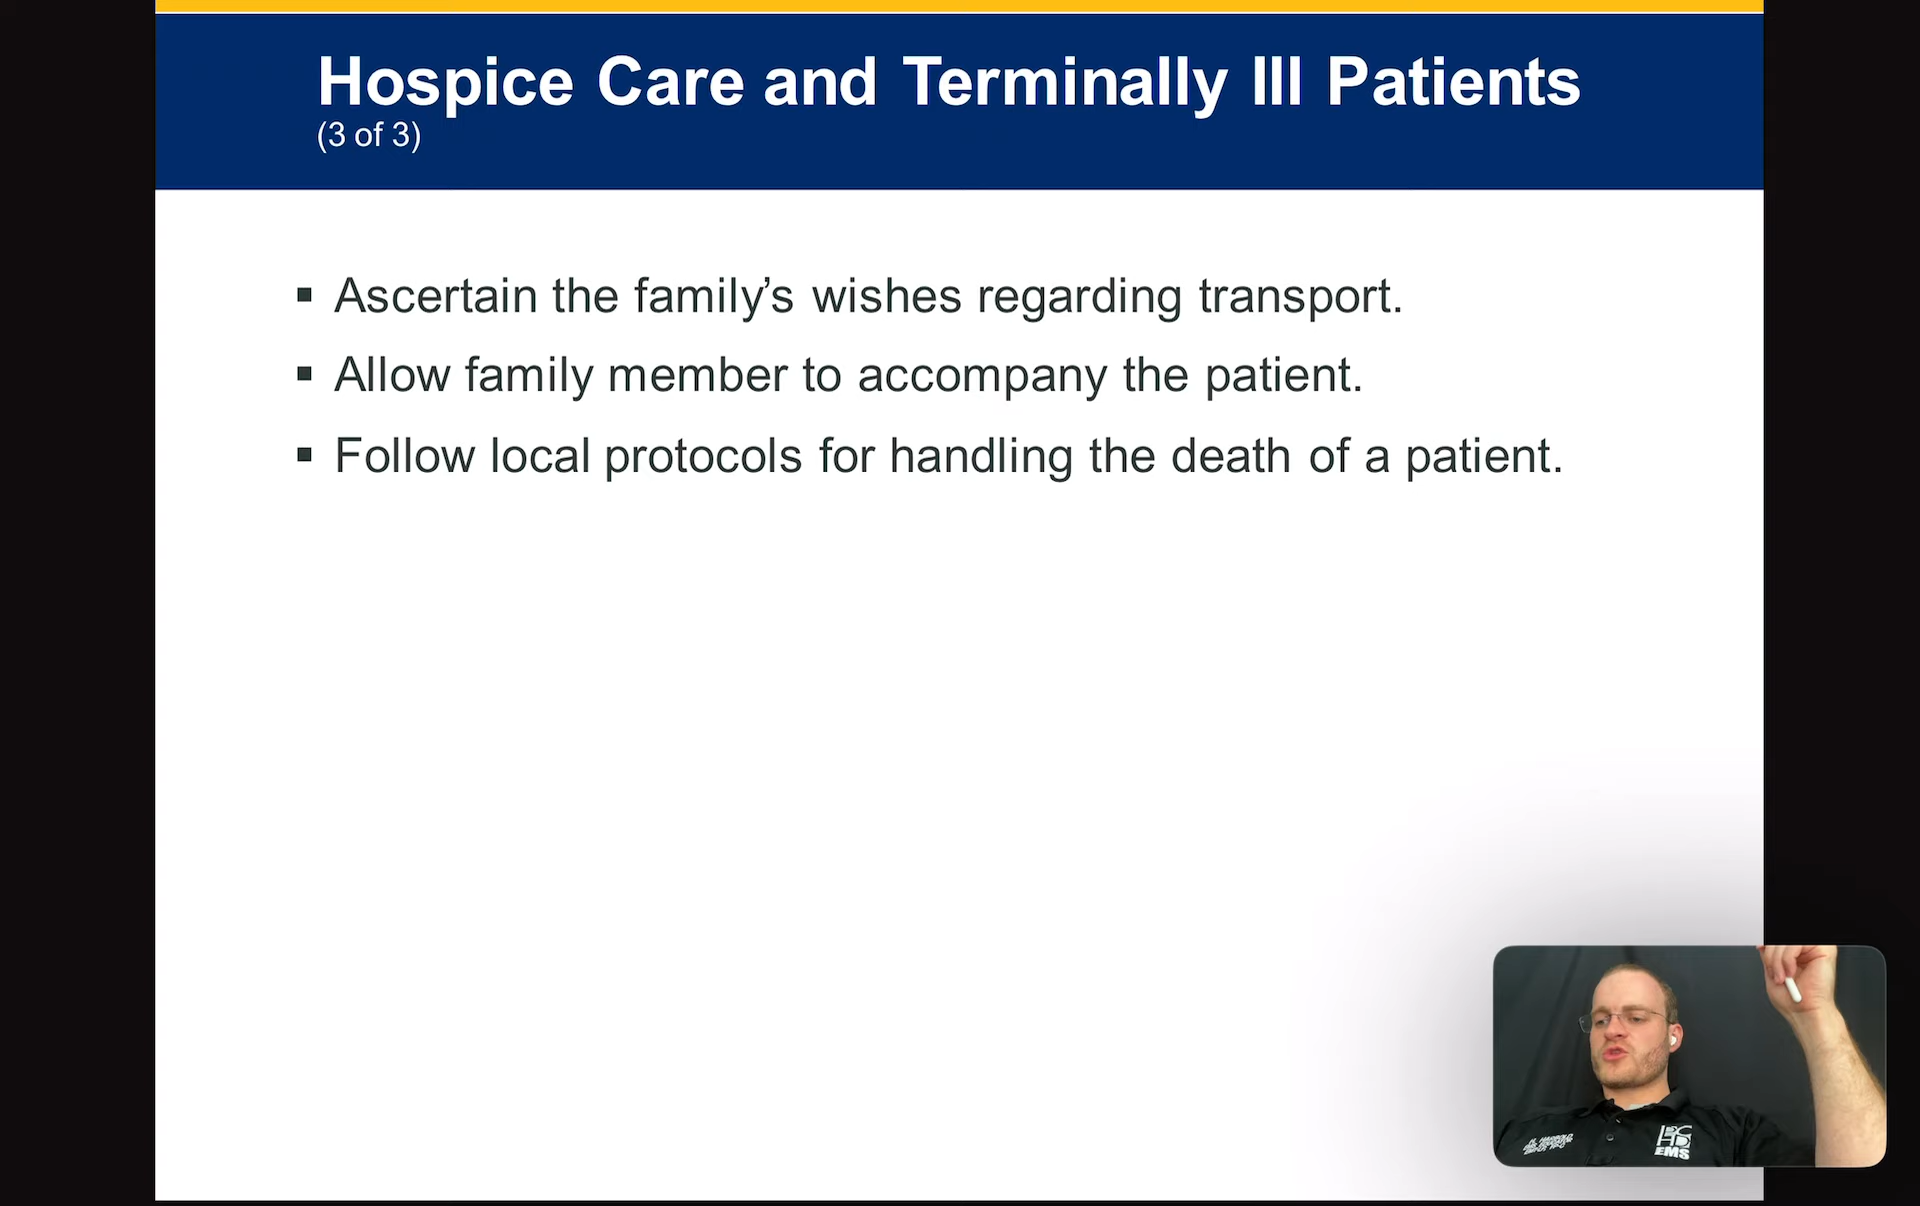 Hospice Care and Terminally Ill Patients
(3 of 3)
▪ Ascertain the family’s wishes regarding transport.
▪ Allow family member to accompany the patient.
▪ Follow local protocols for handling the death of a patient.
EMS